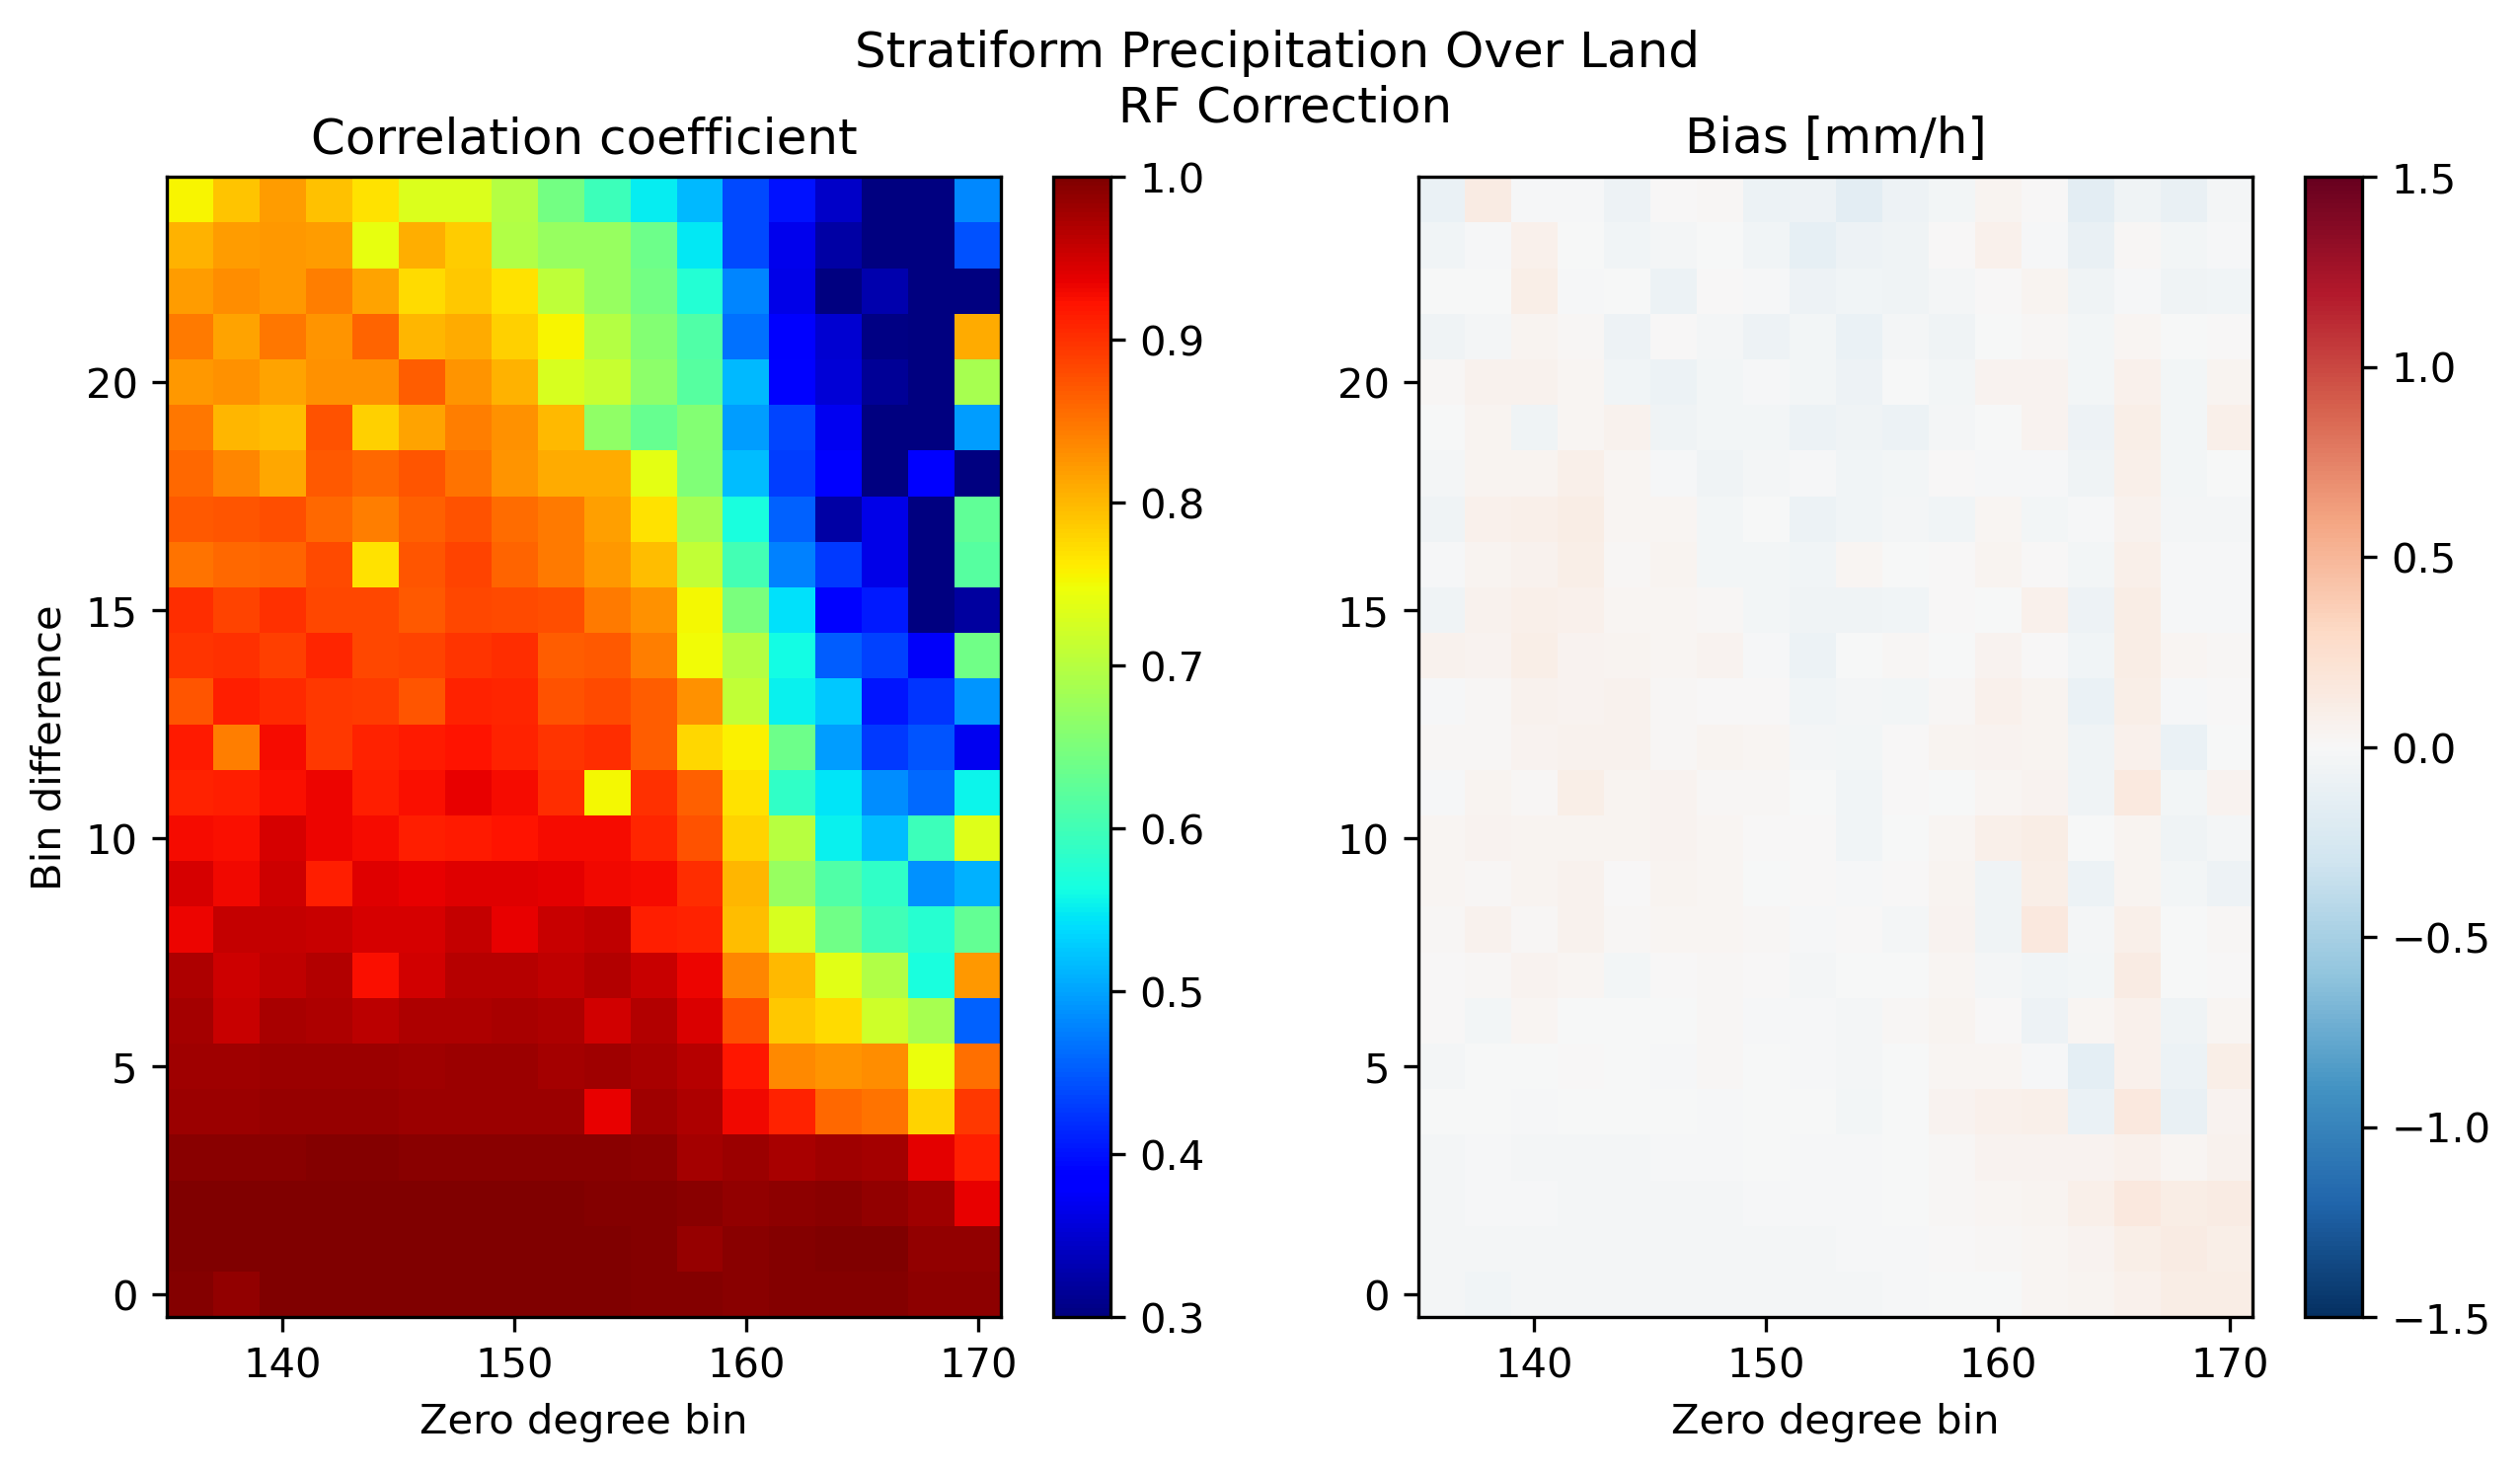 Stratiform Precipitation Over Land
RF Correction
Correlation coefficient
Bin difference
20
15
10
5
0
140 150 160 170
Zero degree bin
1.0
0.9
0.8
0.7
0.6
0.5
0.4
0.3
Bias [mm/h]
20
15
10
5
0
140 150 160 170
Zero degree bin
1.5
1.0
0.5
0.0
−0.5
−1.0
−1.5